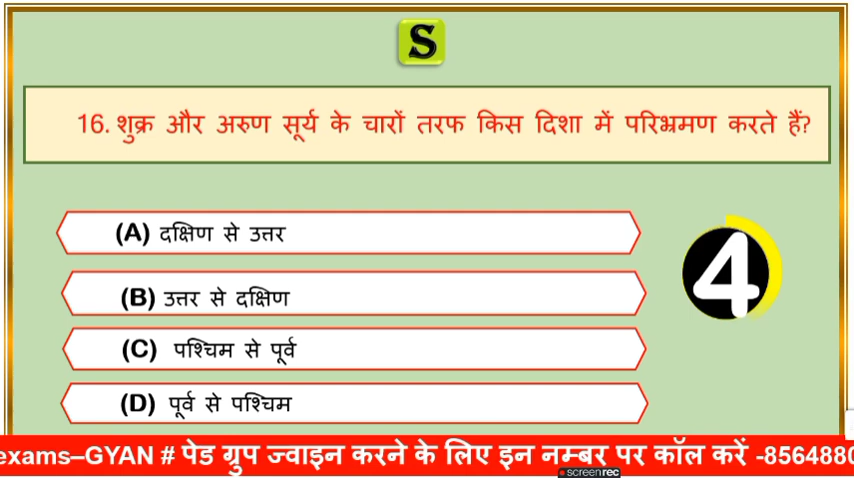 S
16. शुक्र और अरुण सूर्य के चारों तरफ किस दिशा में परिभ्रमण करते हैं?
(A) दक्षिण से उत्तर
4
(B) उत्तर से दक्षिण
(C) पश्चिम से पूर्व
(D) पूर्व से पश्चिम
exams–GYAN # पेड ग्रुप ज्वाइन करने के लिए इन नम्बर पर कॉल करें -8564880
screenrec